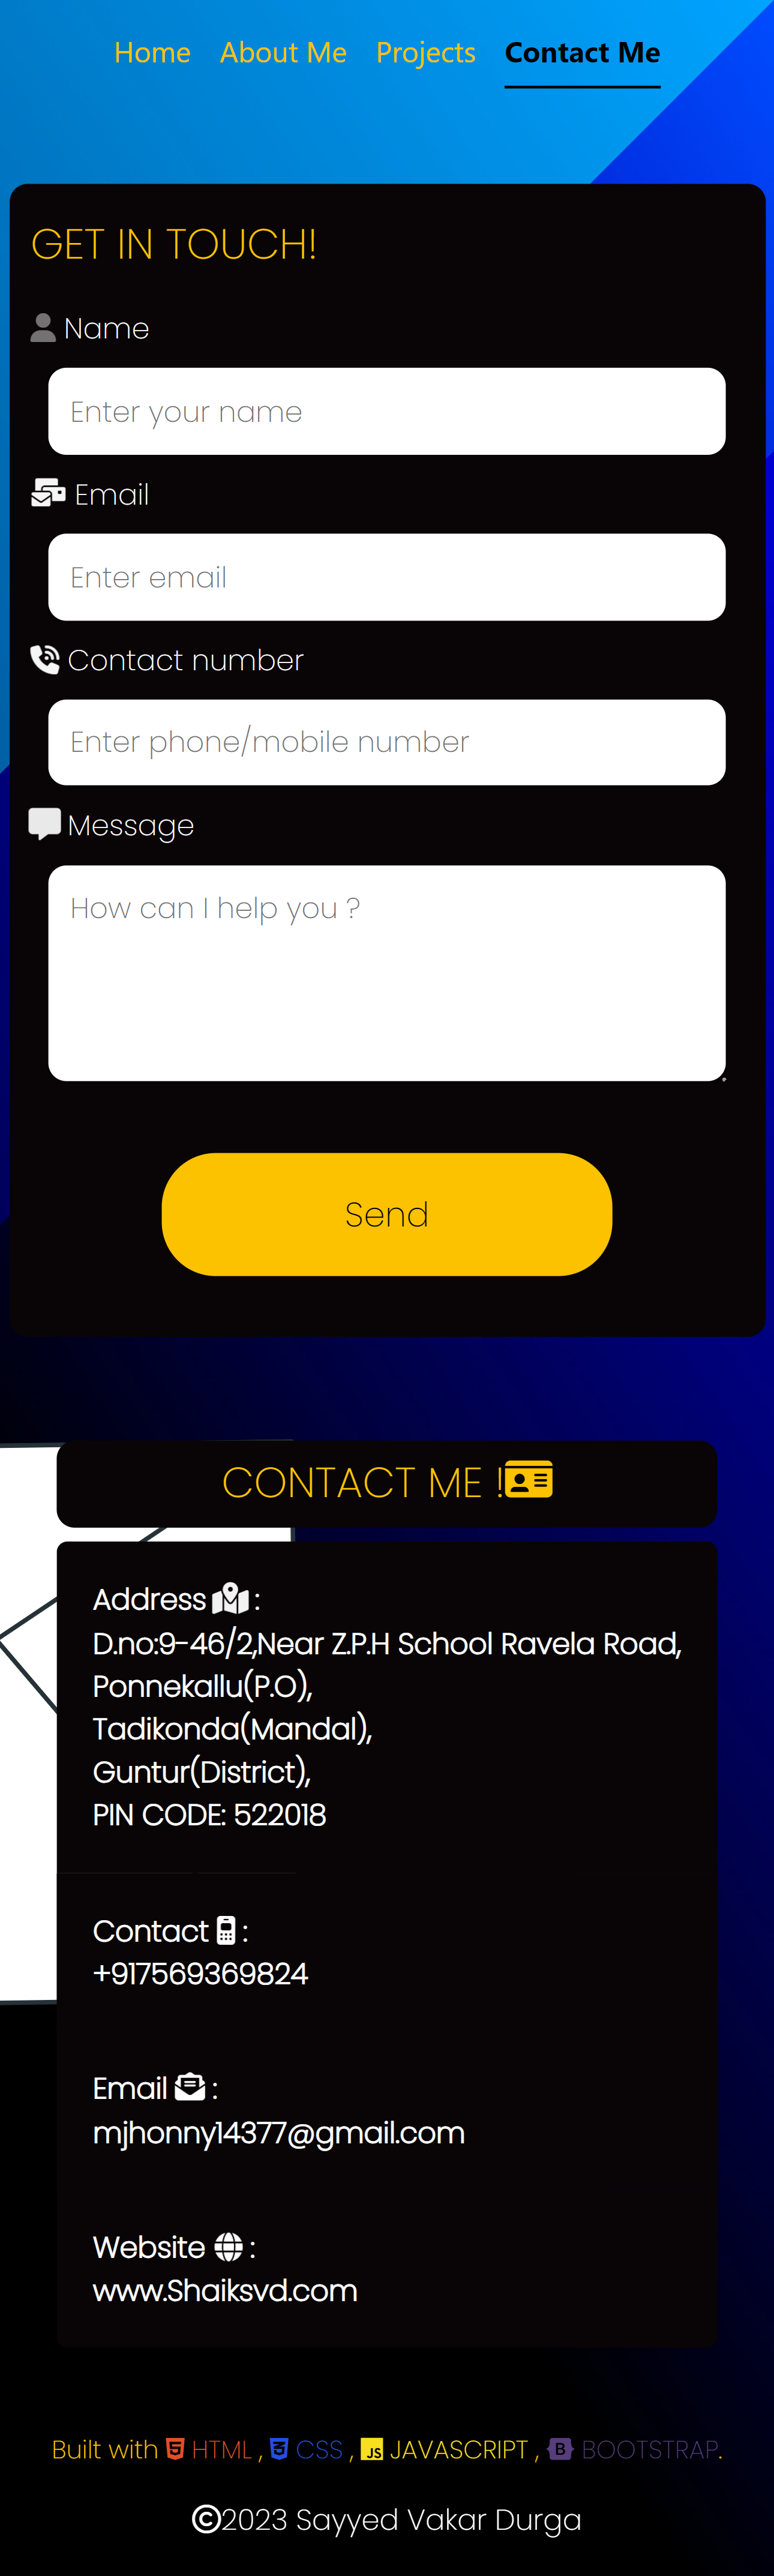 Home About Me Projects Contact Me
GET IN TOUCH!
Name
Enter your name
Email
Enter email
Contact number
Enter phone/mobile number
Message
How can I help you ?
Send
CONTACT ME !
Address :
D.no:9-46/2,Near Z.P.H School Ravela Road,
Ponnekallu(P.O),
Tadikonda(Mandal),
Guntur(District),
PIN CODE: 522018
Contact :
+917569369824
Email :
mjhonny14377@gmail.com
Website :
www.Shaiksvd.com
Built with HTML , CSS , JS JAVASCRIPT , B BOOTSTRAP.
©2023 Sayyed Vakar Durga